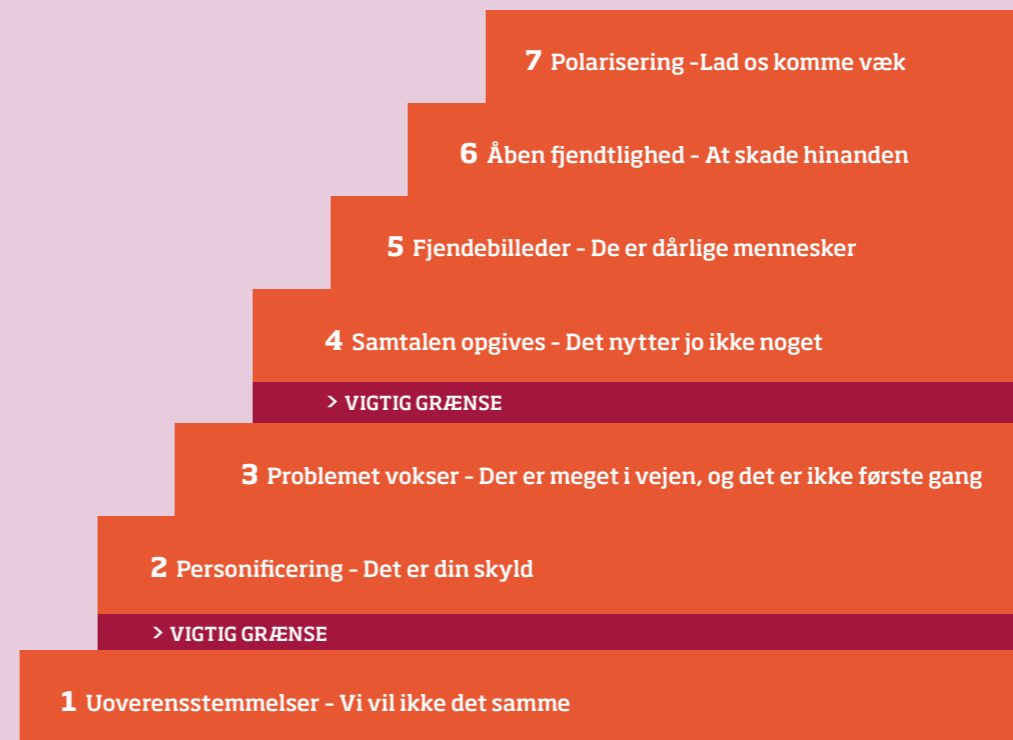 7 Polarisering -Lad os komme væk
6 Åben fjendtlighed - At skade hinanden
5 Fjendebilleder - De er dårlige mennesker
4 Samtalen opgives - Det nytter jo ikke noget
> VIGTIG GRÆNSE
3 Problemet vokser - Der er meget i vejen, og det er ikke første gang
2 Personificering - Det er din skyld
> VIGTIG GRÆNSE
1 Uoverensstemmelser - Vi vil ikke det samme